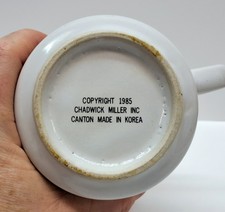 COPYRIGHT 1985
CHADWICK MILLER INC
CANTON MADE IN KOREA